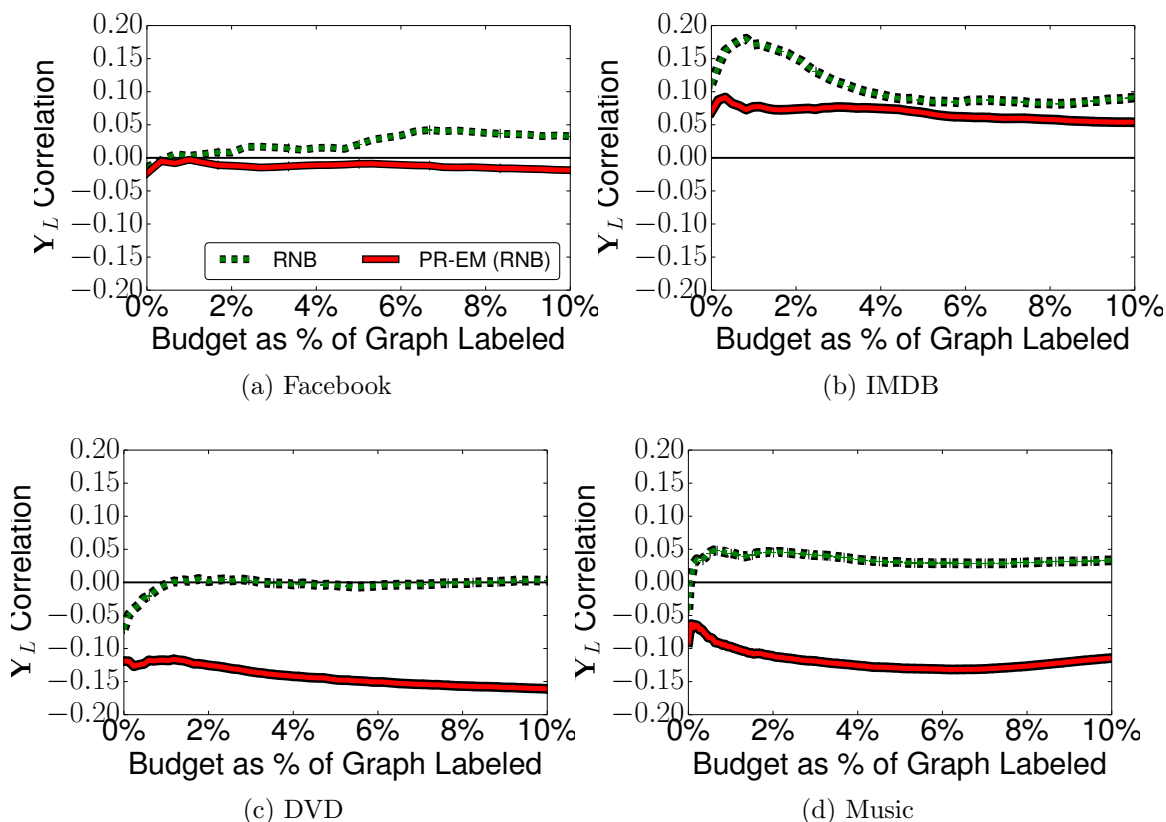 0.20
0.15
0.10
0.05
0.00
−0.05
−0.10
−0.15
−0.20
Y_L Correlation
RNB PR-EM (RNB)
0% 2% 4% 6% 8% 10%
Budget as % of Graph Labeled
(a) Facebook
0.20
0.15
0.10
0.05
0.00
−0.05
−0.10
−0.15
−0.20
Y_L Correlation
0% 2% 4% 6% 8% 10%
Budget as % of Graph Labeled
(b) IMDB
0.20
0.15
0.10
0.05
0.00
−0.05
−0.10
−0.15
−0.20
Y_L Correlation
0% 2% 4% 6% 8% 10%
Budget as % of Graph Labeled
(c) DVD
0.20
0.15
0.10
0.05
0.00
−0.05
−0.10
−0.15
−0.20
Y_L Correlation
0% 2% 4% 6% 8% 10%
Budget as % of Graph Labeled
(d) Music